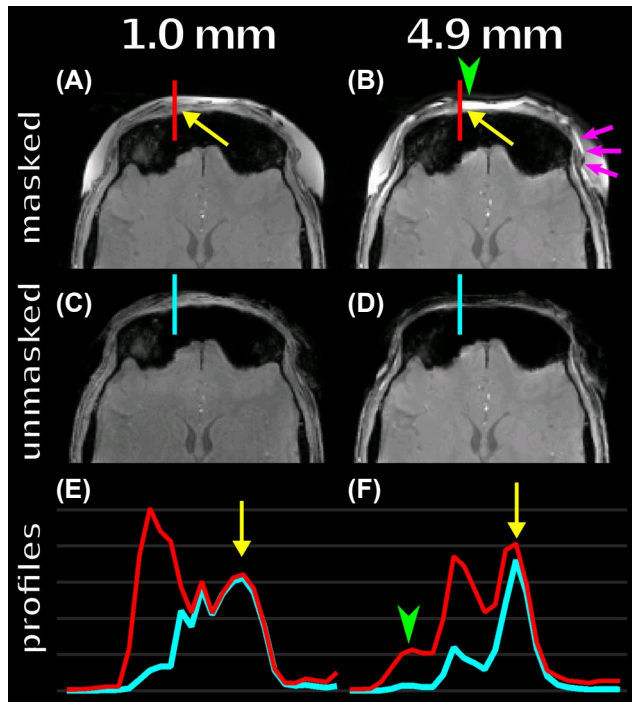 1.0 mm 4.9 mm
(A) (B)
masked
(C) (D)
unmasked
(E) (F)
profiles